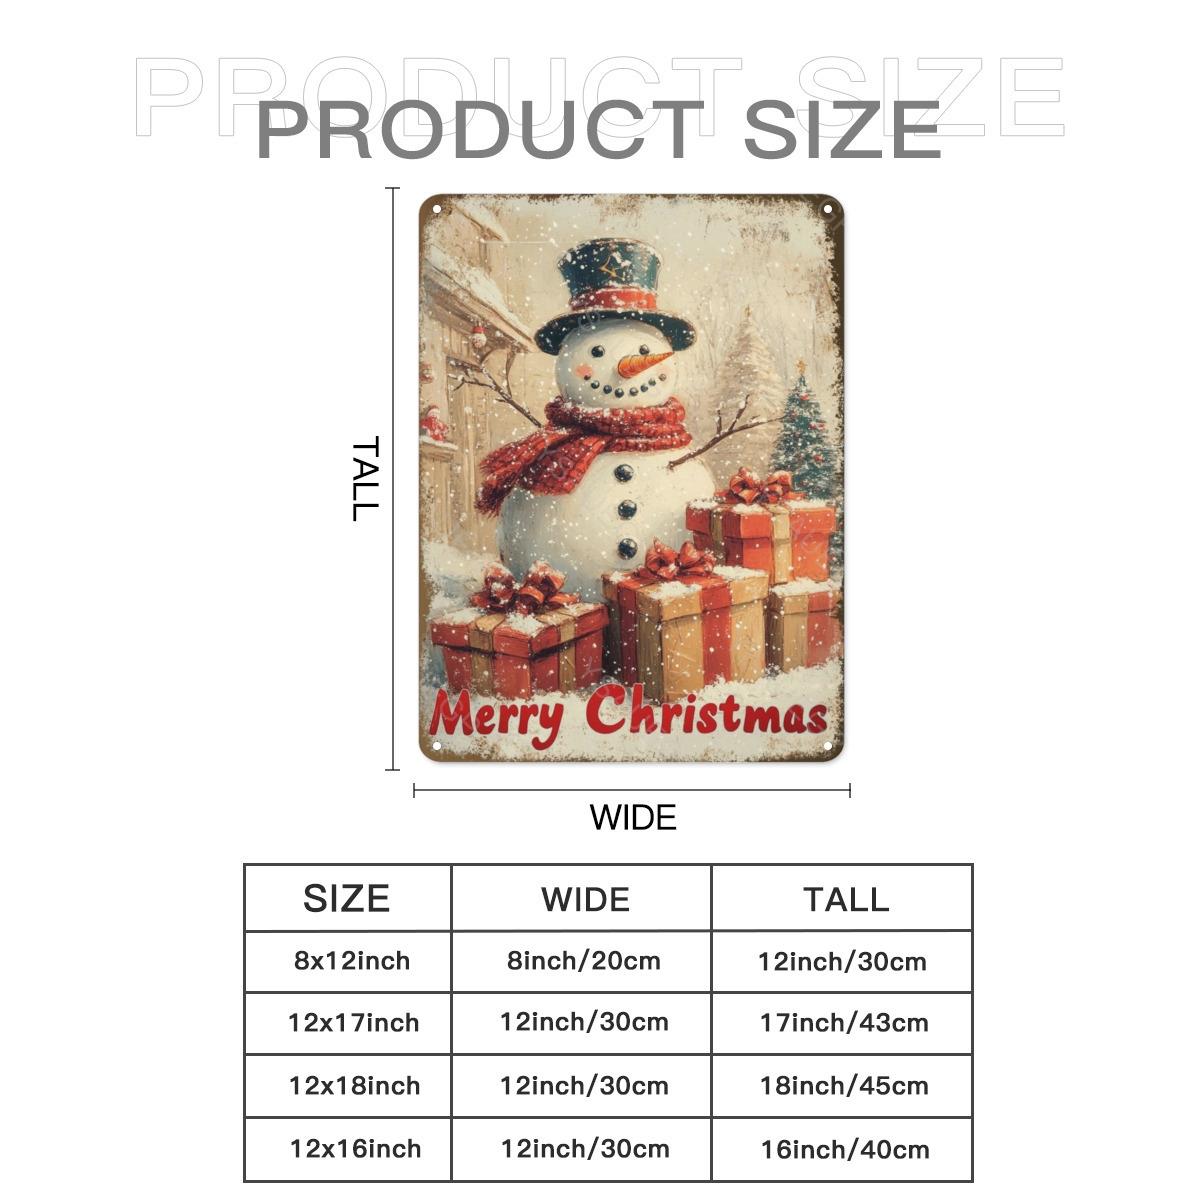 PRODUCT SIZE
PRODUCT SIZE
TALL
Merry Christmas
WIDE
SIZE WIDE TALL
8x12inch 8inch/20cm 12inch/30cm
12x17inch 12inch/30cm 17inch/43cm
12x18inch 12inch/30cm 18inch/45cm
12x16inch 12inch/30cm 16inch/40cm